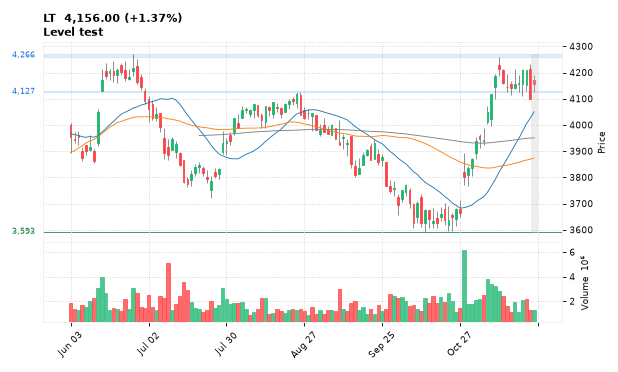 LT  4,156.00 (+1.37%)
Level test
4,266
4,127
3,593
4300
4200
4100
4000
3900
3800
3700
3600
Price
6
4
2
Volume 10⁶
Jun 03
Jul 02
Jul 30
Aug 27
Sep 25
Oct 27